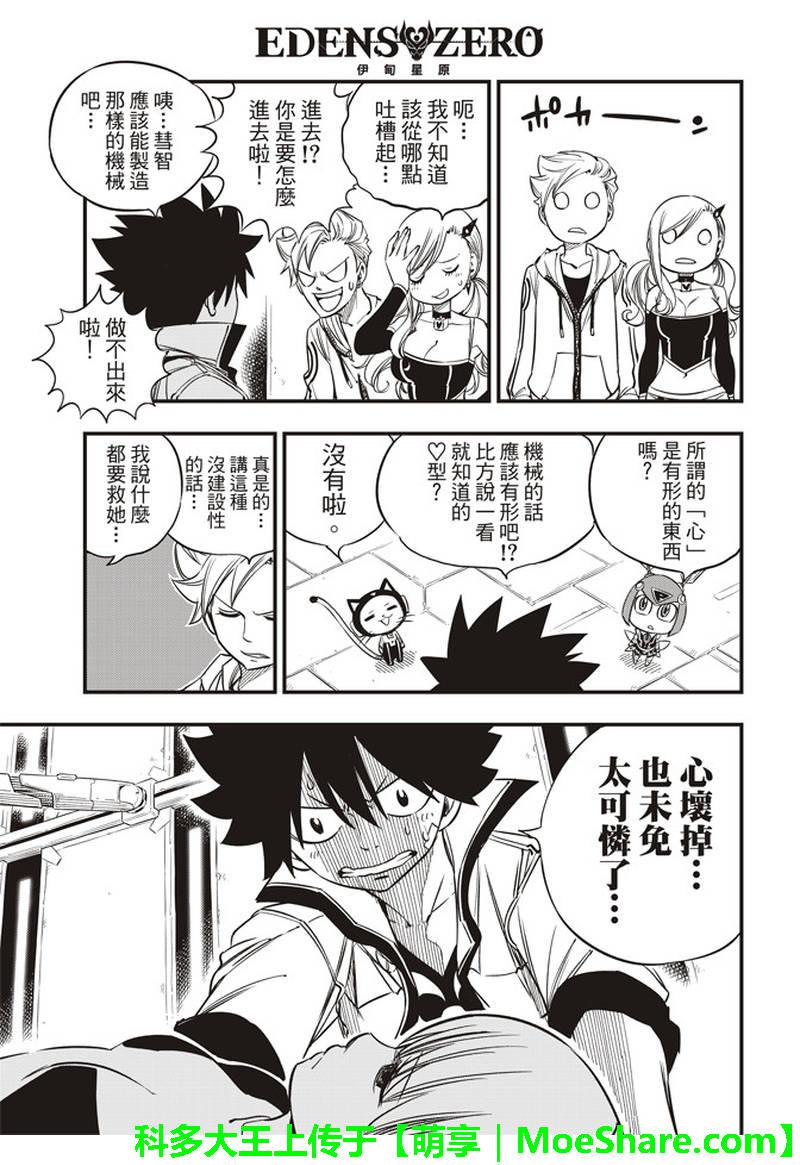 EDENS ZERO
伊甸星原
ポカーーン
呃…
我不知道
該從哪點
吐槽起…
進去!?
你是要怎麼
進去啦！
咦…彗智
應該能製造
那樣的機械
吧…
做不出來
啦！
所謂的「心」
是有形的東西
嗎？
機械的話
應該有形吧!?
比方說一看
就知道的
♡型？
沒有啦。
真是的…
講這種
沒建設性
的話…
我說什麼
都要救她…
心壞掉…
也未免
太可憐了…
科多大王上传于【萌享 | MoeShare.com】